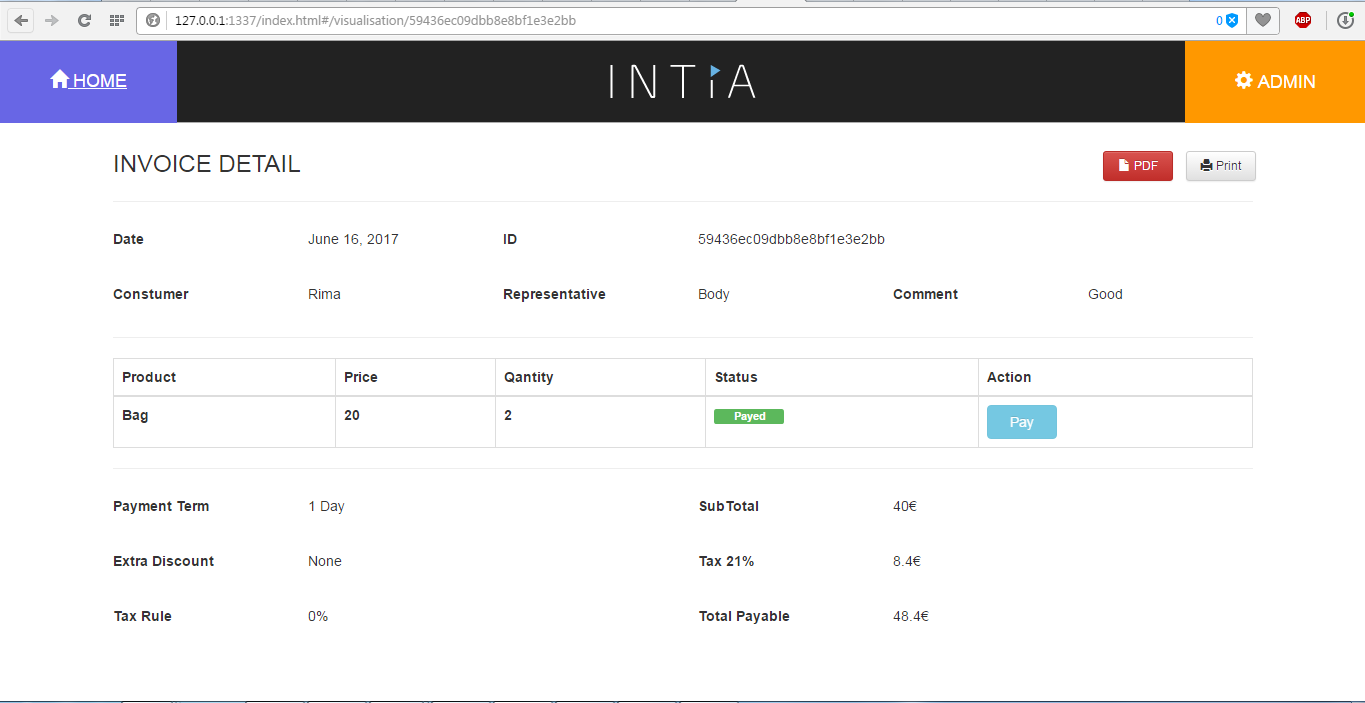 127.0.0.1:1337/index.html#/visualisation/59436ec09dbb8e8bf1e3e2bb 0 ABP
HOME INTiA ADMIN
INVOICE DETAIL PDF Print
Date June 16, 2017 ID 59436ec09dbb8e8bf1e3e2bb
Constumer Rima Representative Body Comment Good
Product Price Qantity Status Action
Bag 20 2 Payed Pay
Payment Term 1 Day SubTotal 40€
Extra Discount None Tax 21% 8.4€
Tax Rule 0% Total Payable 48.4€